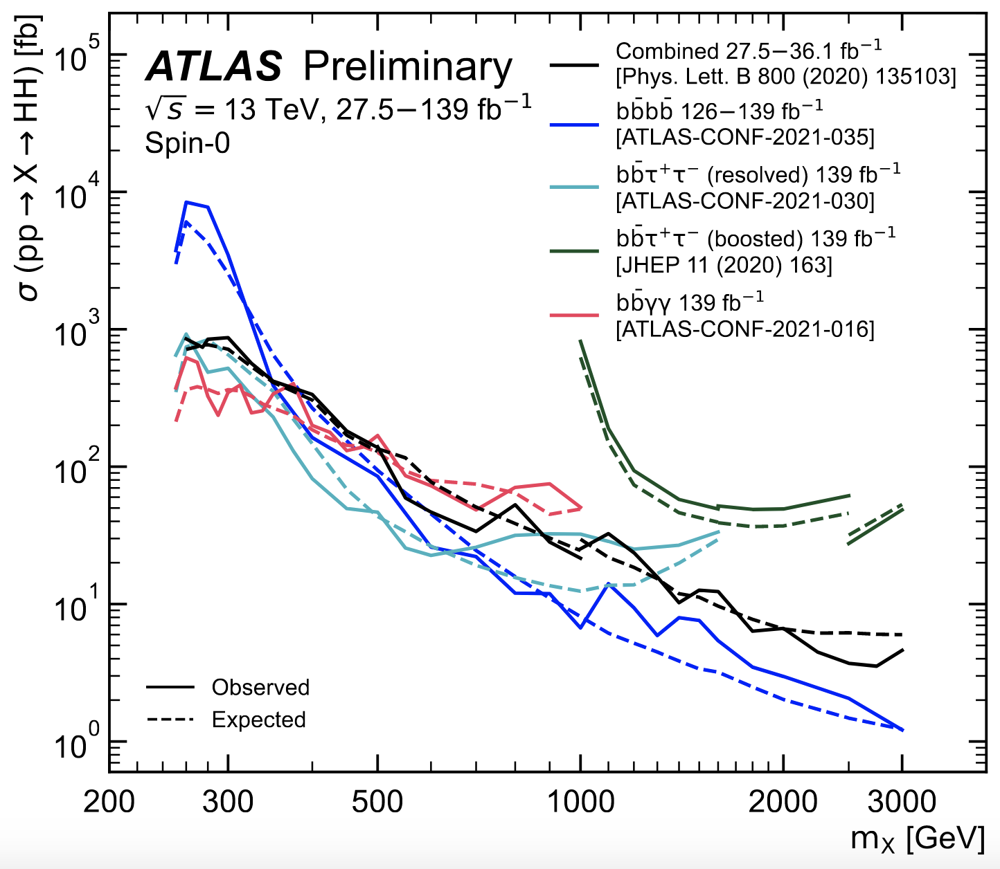 σ (pp → X → HH) [fb]
10⁵
10⁴
10³
10²
10¹
10⁰
ATLAS Preliminary
√s = 13 TeV, 27.5−139 fb⁻¹
Spin-0
Combined 27.5−36.1 fb⁻¹
[Phys. Lett. B 800 (2020) 135103]
bb̄bb̄ 126−139 fb⁻¹
[ATLAS-CONF-2021-035]
bb̄τ⁺τ⁻ (resolved) 139 fb⁻¹
[ATLAS-CONF-2021-030]
bb̄τ⁺τ⁻ (boosted) 139 fb⁻¹
[JHEP 11 (2020) 163]
bb̄γγ 139 fb⁻¹
[ATLAS-CONF-2021-016]
Observed
Expected
200 300 500 1000 2000 3000
m_X [GeV]